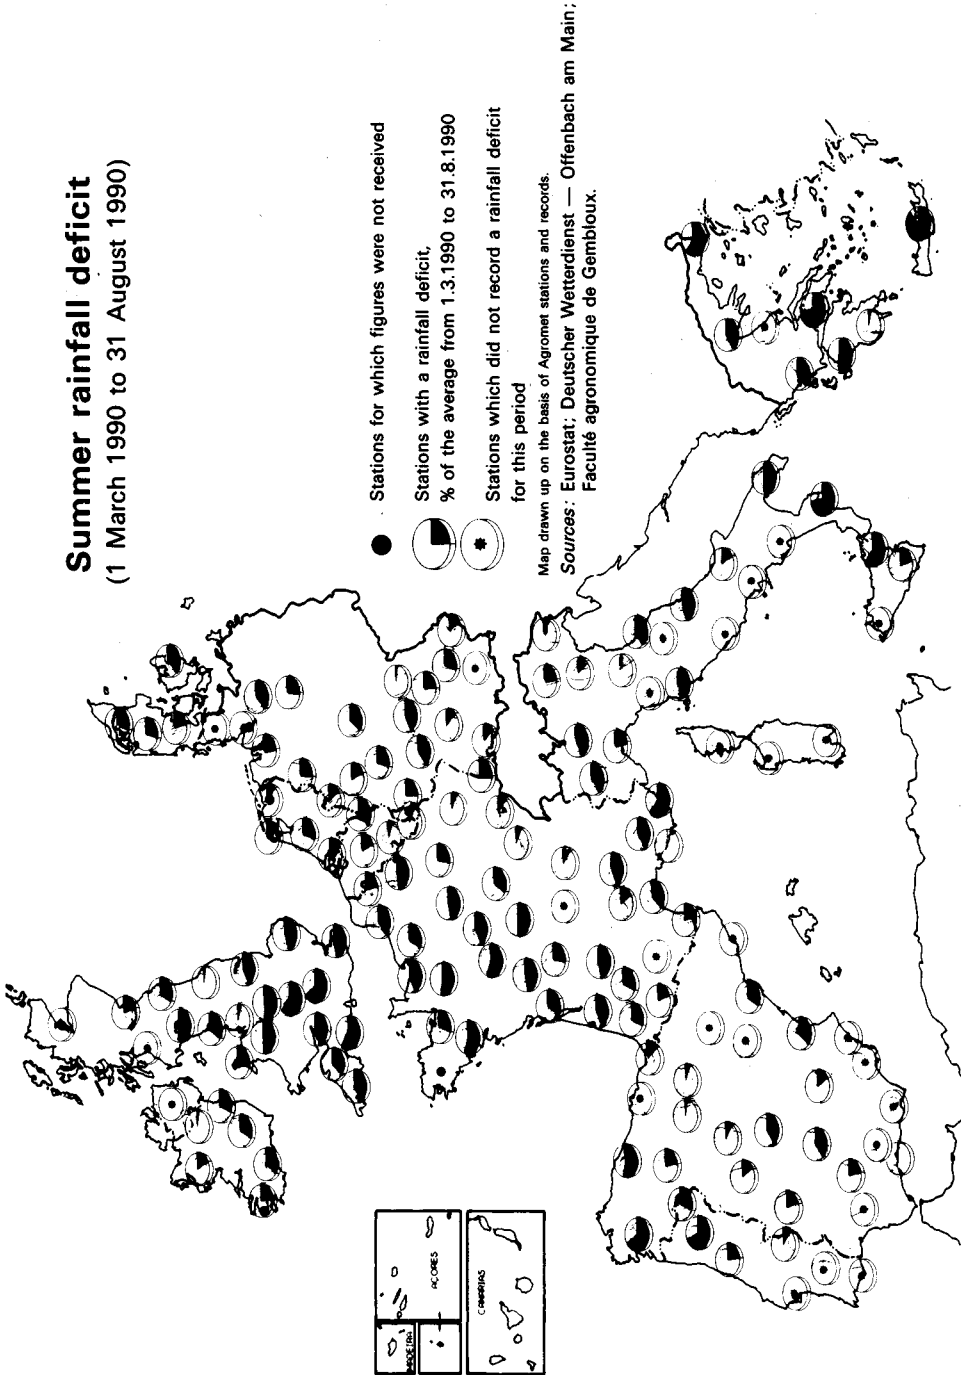 Summer rainfall deficit
(1 March 1990 to 31 August 1990)
Stations for which figures were not received
Stations with a rainfall deficit,
% of the average from 1.3.1990 to 31.8.1990
Stations which did not record a rainfall deficit
for this period
Map drawn up on the basis of Agromet stations and records.
Sources: Eurostat; Deutscher Wetterdienst — Offenbach am Main;
Faculté agronomique de Gembloux.
MADEIRA
AÇORES
CANARIAS